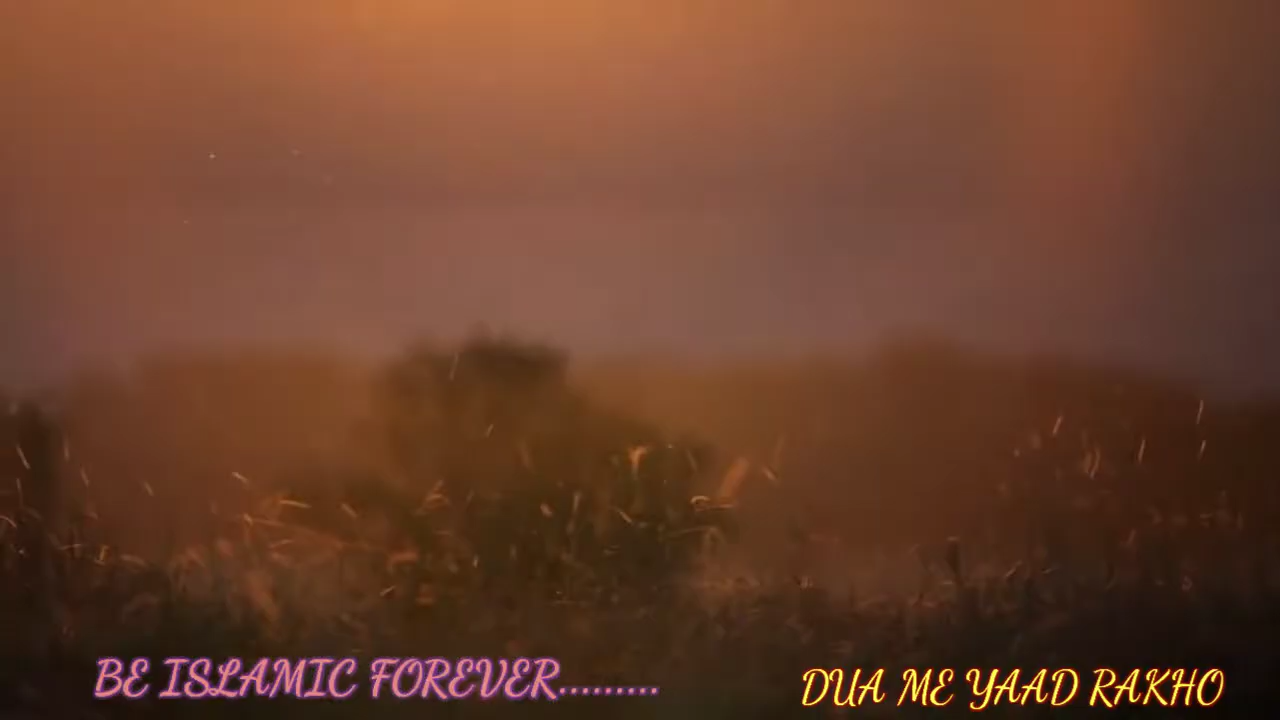 BE ISLAMIC FOREVER.........
DUA ME YAAD RAKHO